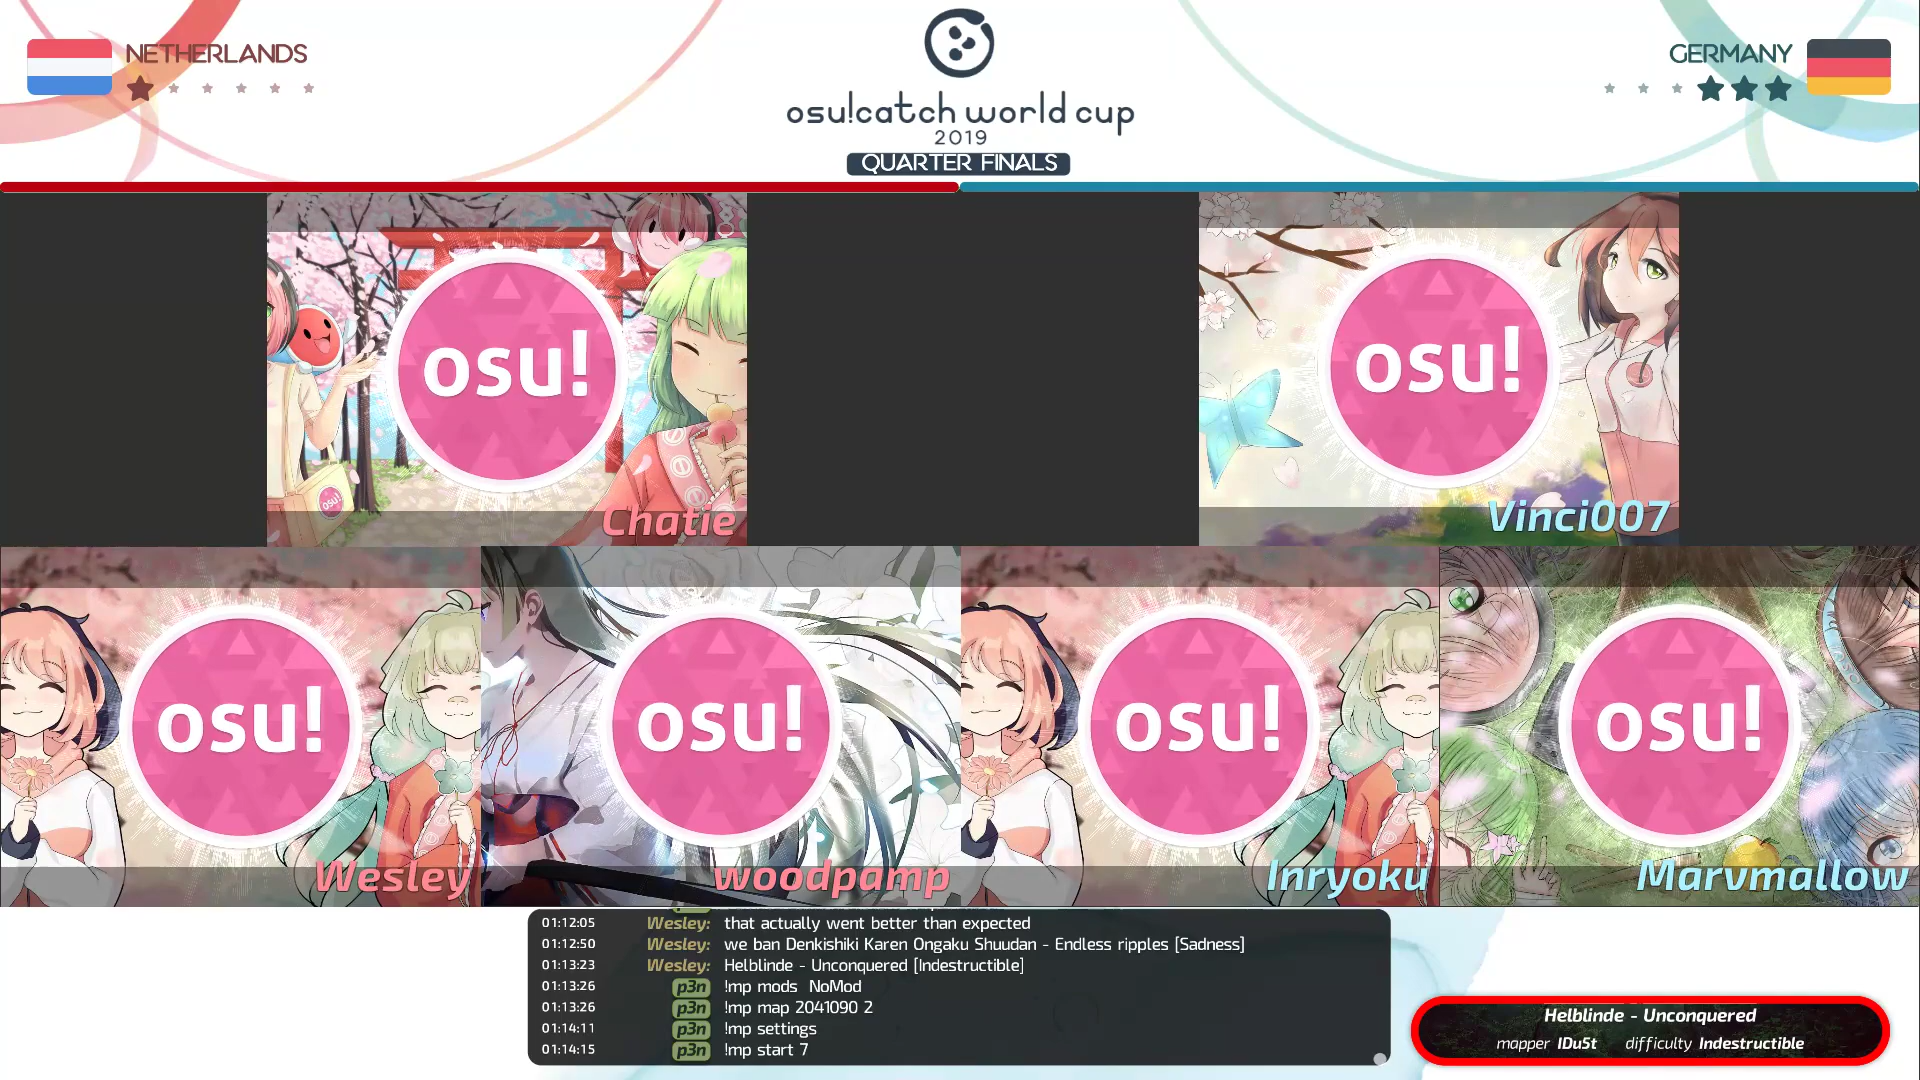 NETHERLANDS
GERMANY
osu!catch world cup
2019
QUARTER FINALS
osu!
osu!
osu!
Chatie
Vinci007
osu!
osu!
osu!
osu!
Wesley
woodpamp
Inryoku
Marvmallow
01:12:05 Wesley: that actually went better than expected
01:12:50 Wesley: we ban Denkishiki Karen Ongaku Shuudan - Endless ripples [Sadness]
01:13:23 Wesley: Helblinde - Unconquered [Indestructible]
01:13:26 p3n !mp mods NoMod
01:13:26 p3n !mp map 2041090 2
01:14:11 p3n !mp settings
01:14:15 p3n !mp start 7
Helblinde - Unconquered
mapper IDu5t difficulty Indestructible